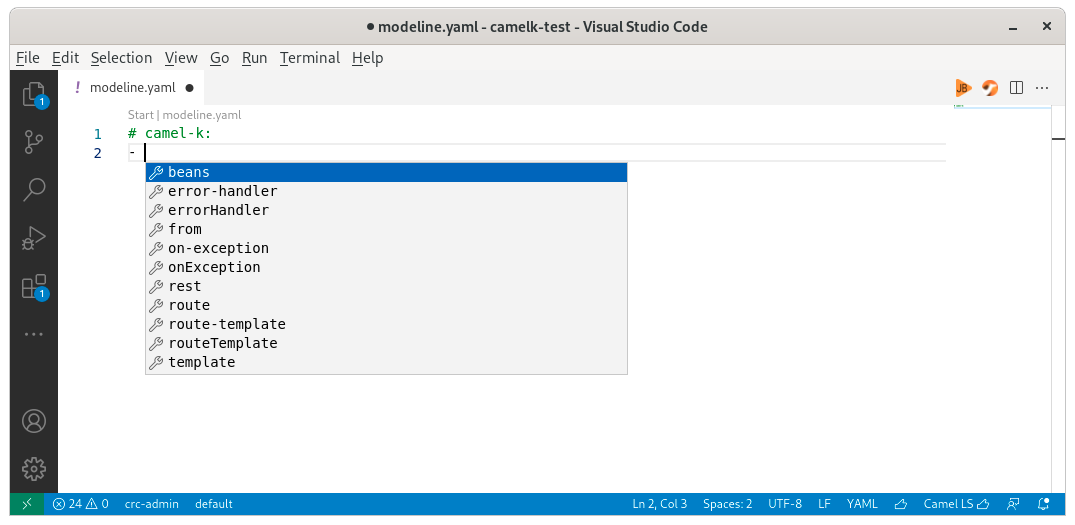 ● modeline.yaml - camelk-test - Visual Studio Code
File Edit Selection View Go Run Terminal Help
1
! modeline.yaml ●
JB
Start | modeline.yaml
1 # camel-k:
2 -
beans
error-handler
errorHandler
from
on-exception
onException
rest
route
route-template
routeTemplate
template
1
24 0 crc-admin default Ln 2, Col 3 Spaces: 2 UTF-8 LF YAML Camel LS